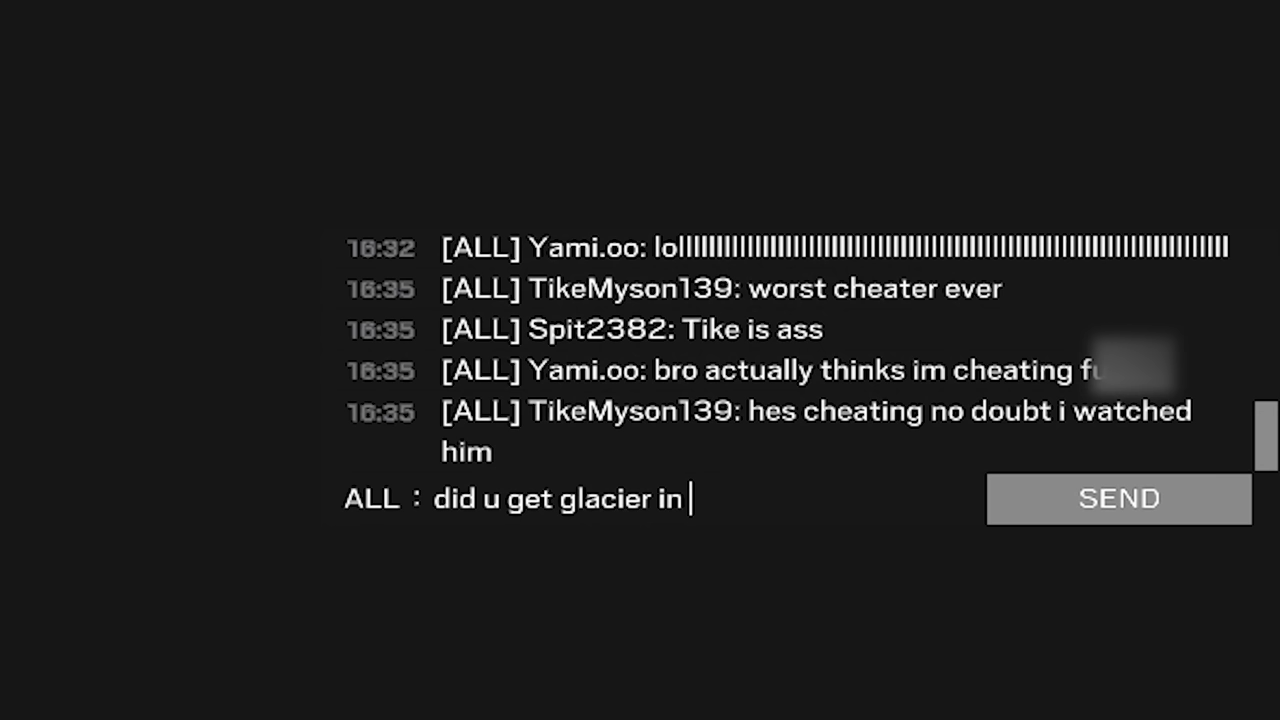 16:32 [ALL] Yami.oo: lollllllllllllllllllllllllllllllllllllllllllllllllllllllllllllllllllllll
16:35 [ALL] TikeMyson139: worst cheater ever
16:35 [ALL] Spit2382: Tike is ass
16:35 [ALL] Yami.oo: bro actually thinks im cheating
16:35 [ALL] TikeMyson139: hes cheating no doubt i watched
him
ALL : did u get glacier in SEND